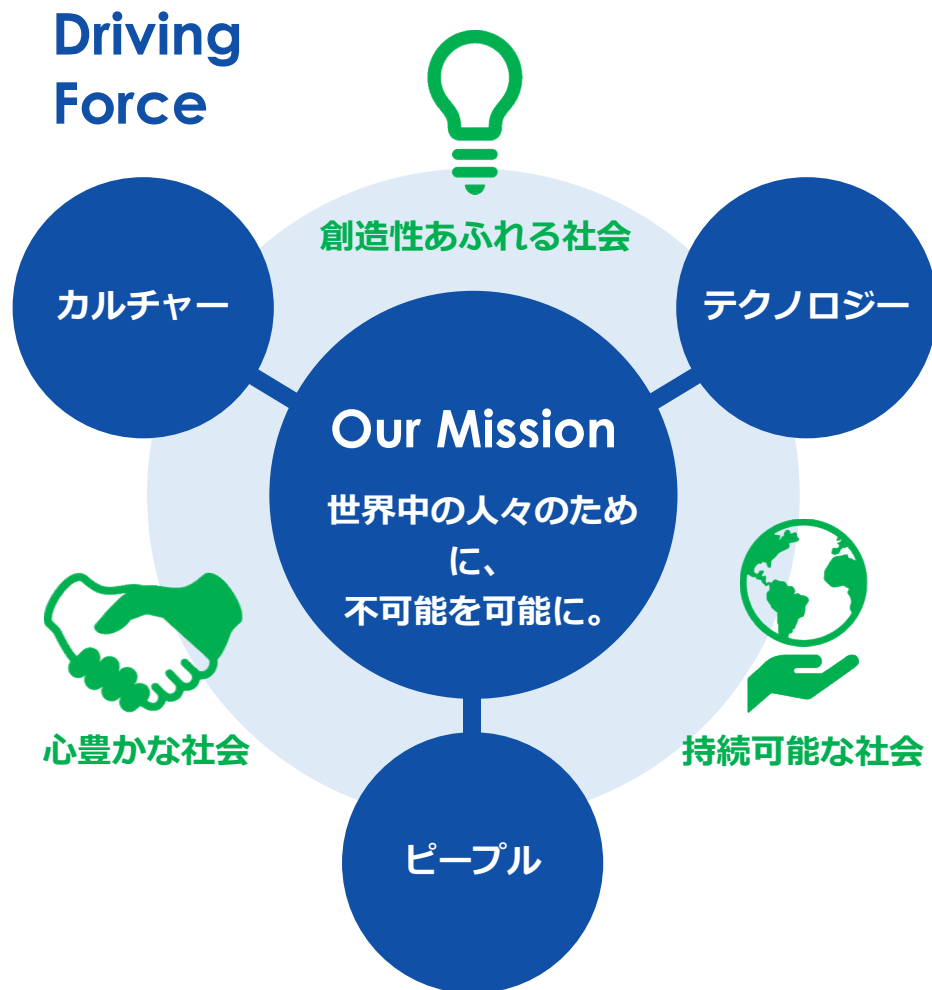 Driving
Force
創造性あふれる社会
カルチャー
テクノロジー
Our Mission
世界中の人々のため
に、
不可能を可能に。
心豊かな社会
持続可能な社会
ピープル